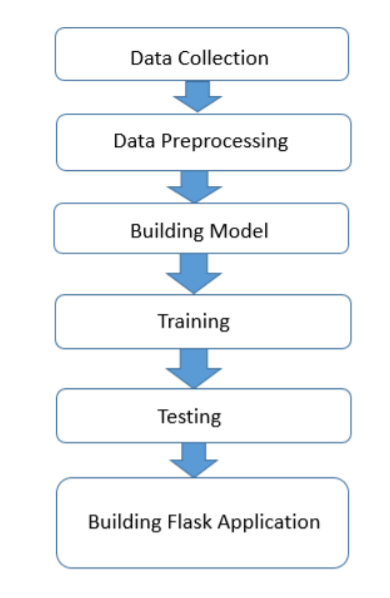 Data Collection
Data Preprocessing
Building Model
Training
Testing
Building Flask Application